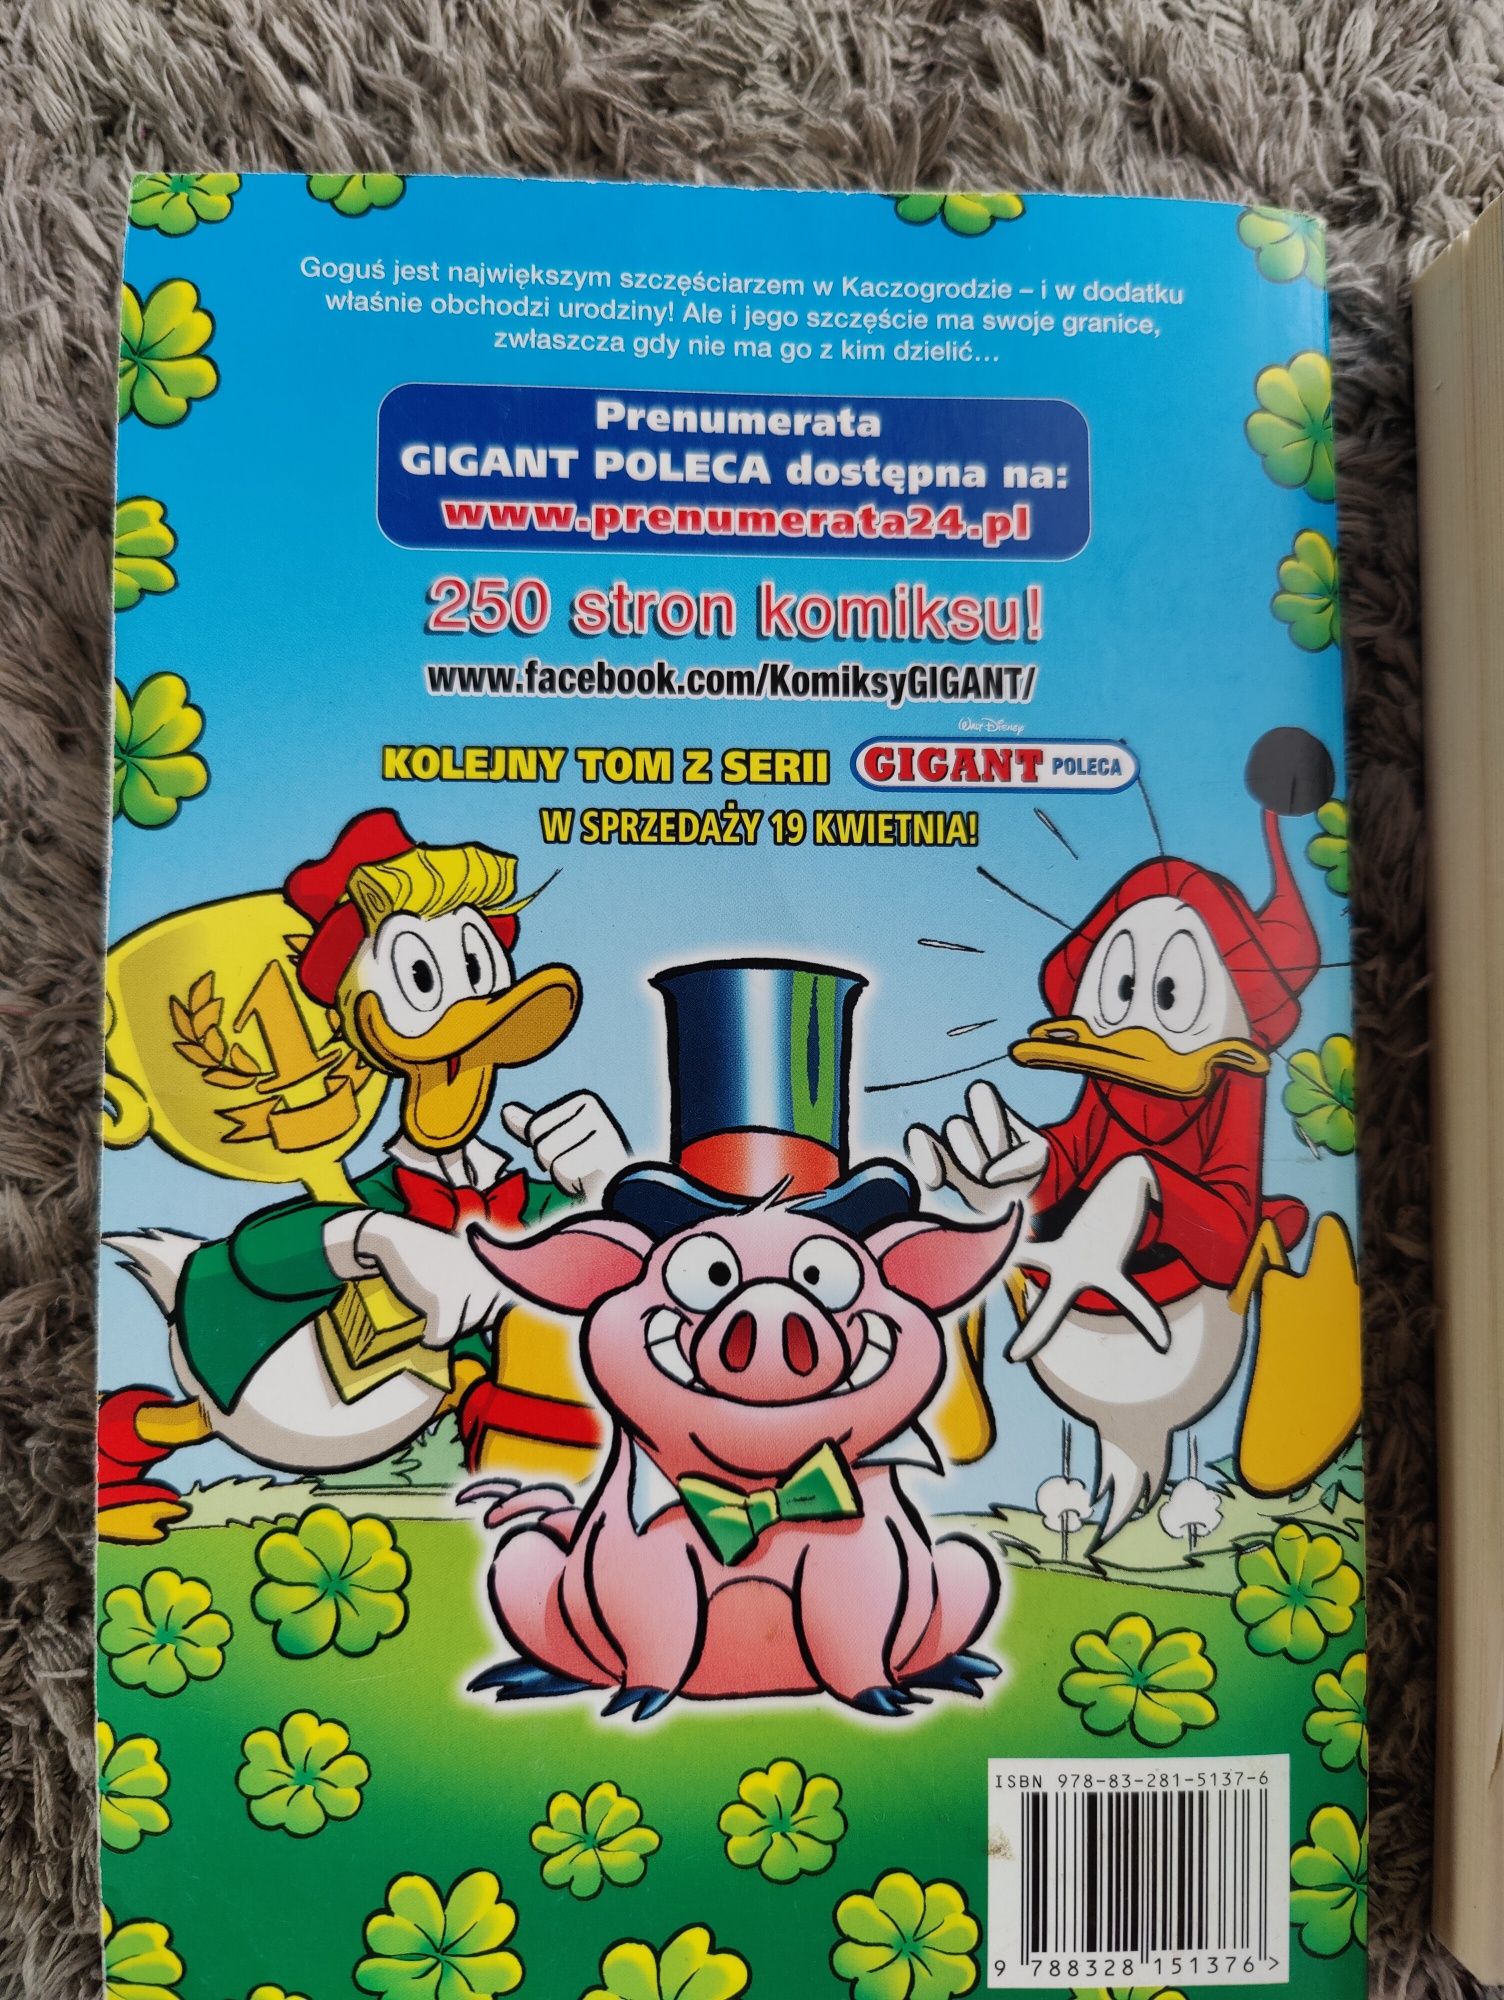 Goguś jest największym szczęściarzem w Kaczogrodzie – i w dodatku
właśnie obchodzi urodziny! Ale i jego szczęście ma swoje granice,
zwłaszcza gdy nie ma go z kim dzielić...
Prenumerata
GIGANT POLECA dostępna na:
www.prenumerata24.pl
250 stron komiksu!
www.facebook.com/KomiksyGIGANT/
Walt Disney
KOLEJNY TOM Z SERII GIGANT POLECA
W SPRZEDAŻY 19 KWIETNIA!
1
ISBN 978-83-281-5137-6
9 788328 151376 >